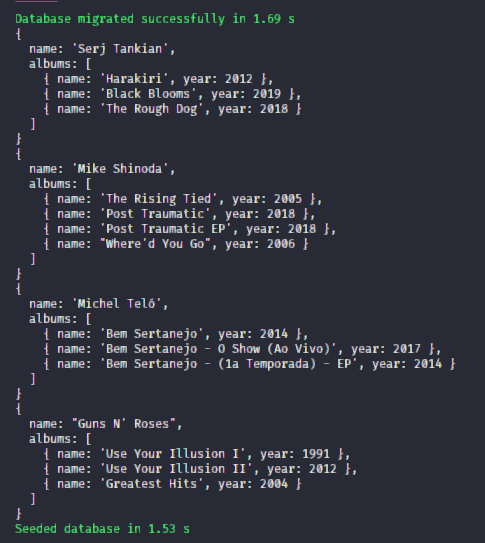 Database migrated successfully in 1.69 s
{
  name: 'Serj Tankian',
  albums: [
    { name: 'Harakiri', year: 2012 },
    { name: 'Black Blooms', year: 2019 },
    { name: 'The Rough Dog', year: 2018 }
  ]
}
{
  name: 'Mike Shinoda',
  albums: [
    { name: 'The Rising Tied', year: 2005 },
    { name: 'Post Traumatic', year: 2018 },
    { name: 'Post Traumatic EP', year: 2018 },
    { name: "Where'd You Go", year: 2006 }
  ]
}
{
  name: 'Michel Teló',
  albums: [
    { name: 'Bem Sertanejo', year: 2014 },
    { name: 'Bem Sertanejo - O Show (Ao Vivo)', year: 2017 },
    { name: 'Bem Sertanejo - (1a Temporada) - EP', year: 2014 }
  ]
}
{
  name: "Guns N' Roses",
  albums: [
    { name: 'Use Your Illusion I', year: 1991 },
    { name: 'Use Your Illusion II', year: 2012 },
    { name: 'Greatest Hits', year: 2004 }
  ]
}
Seeded database in 1.53 s